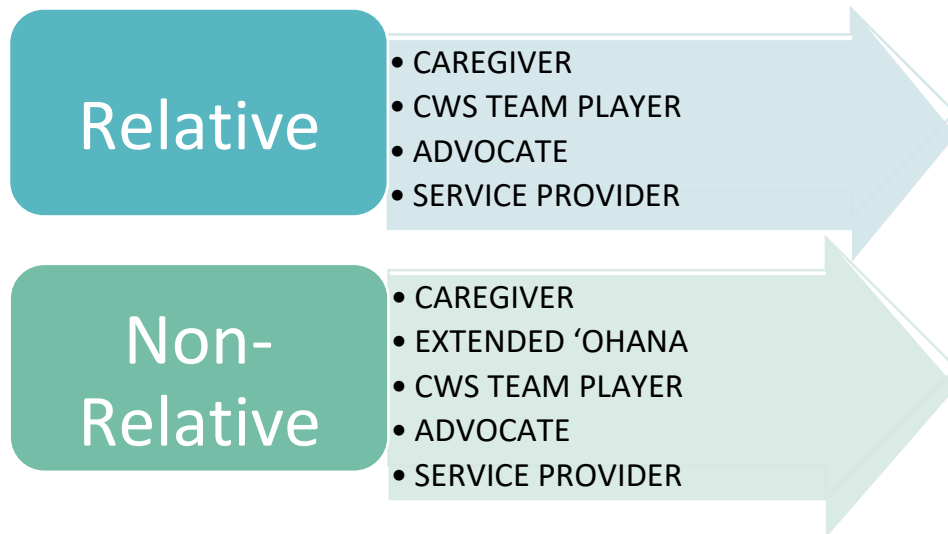 Relative
• CAREGIVER
• CWS TEAM PLAYER
• ADVOCATE
• SERVICE PROVIDER
Non-
Relative
• CAREGIVER
• EXTENDED ‘OHANA
• CWS TEAM PLAYER
• ADVOCATE
• SERVICE PROVIDER